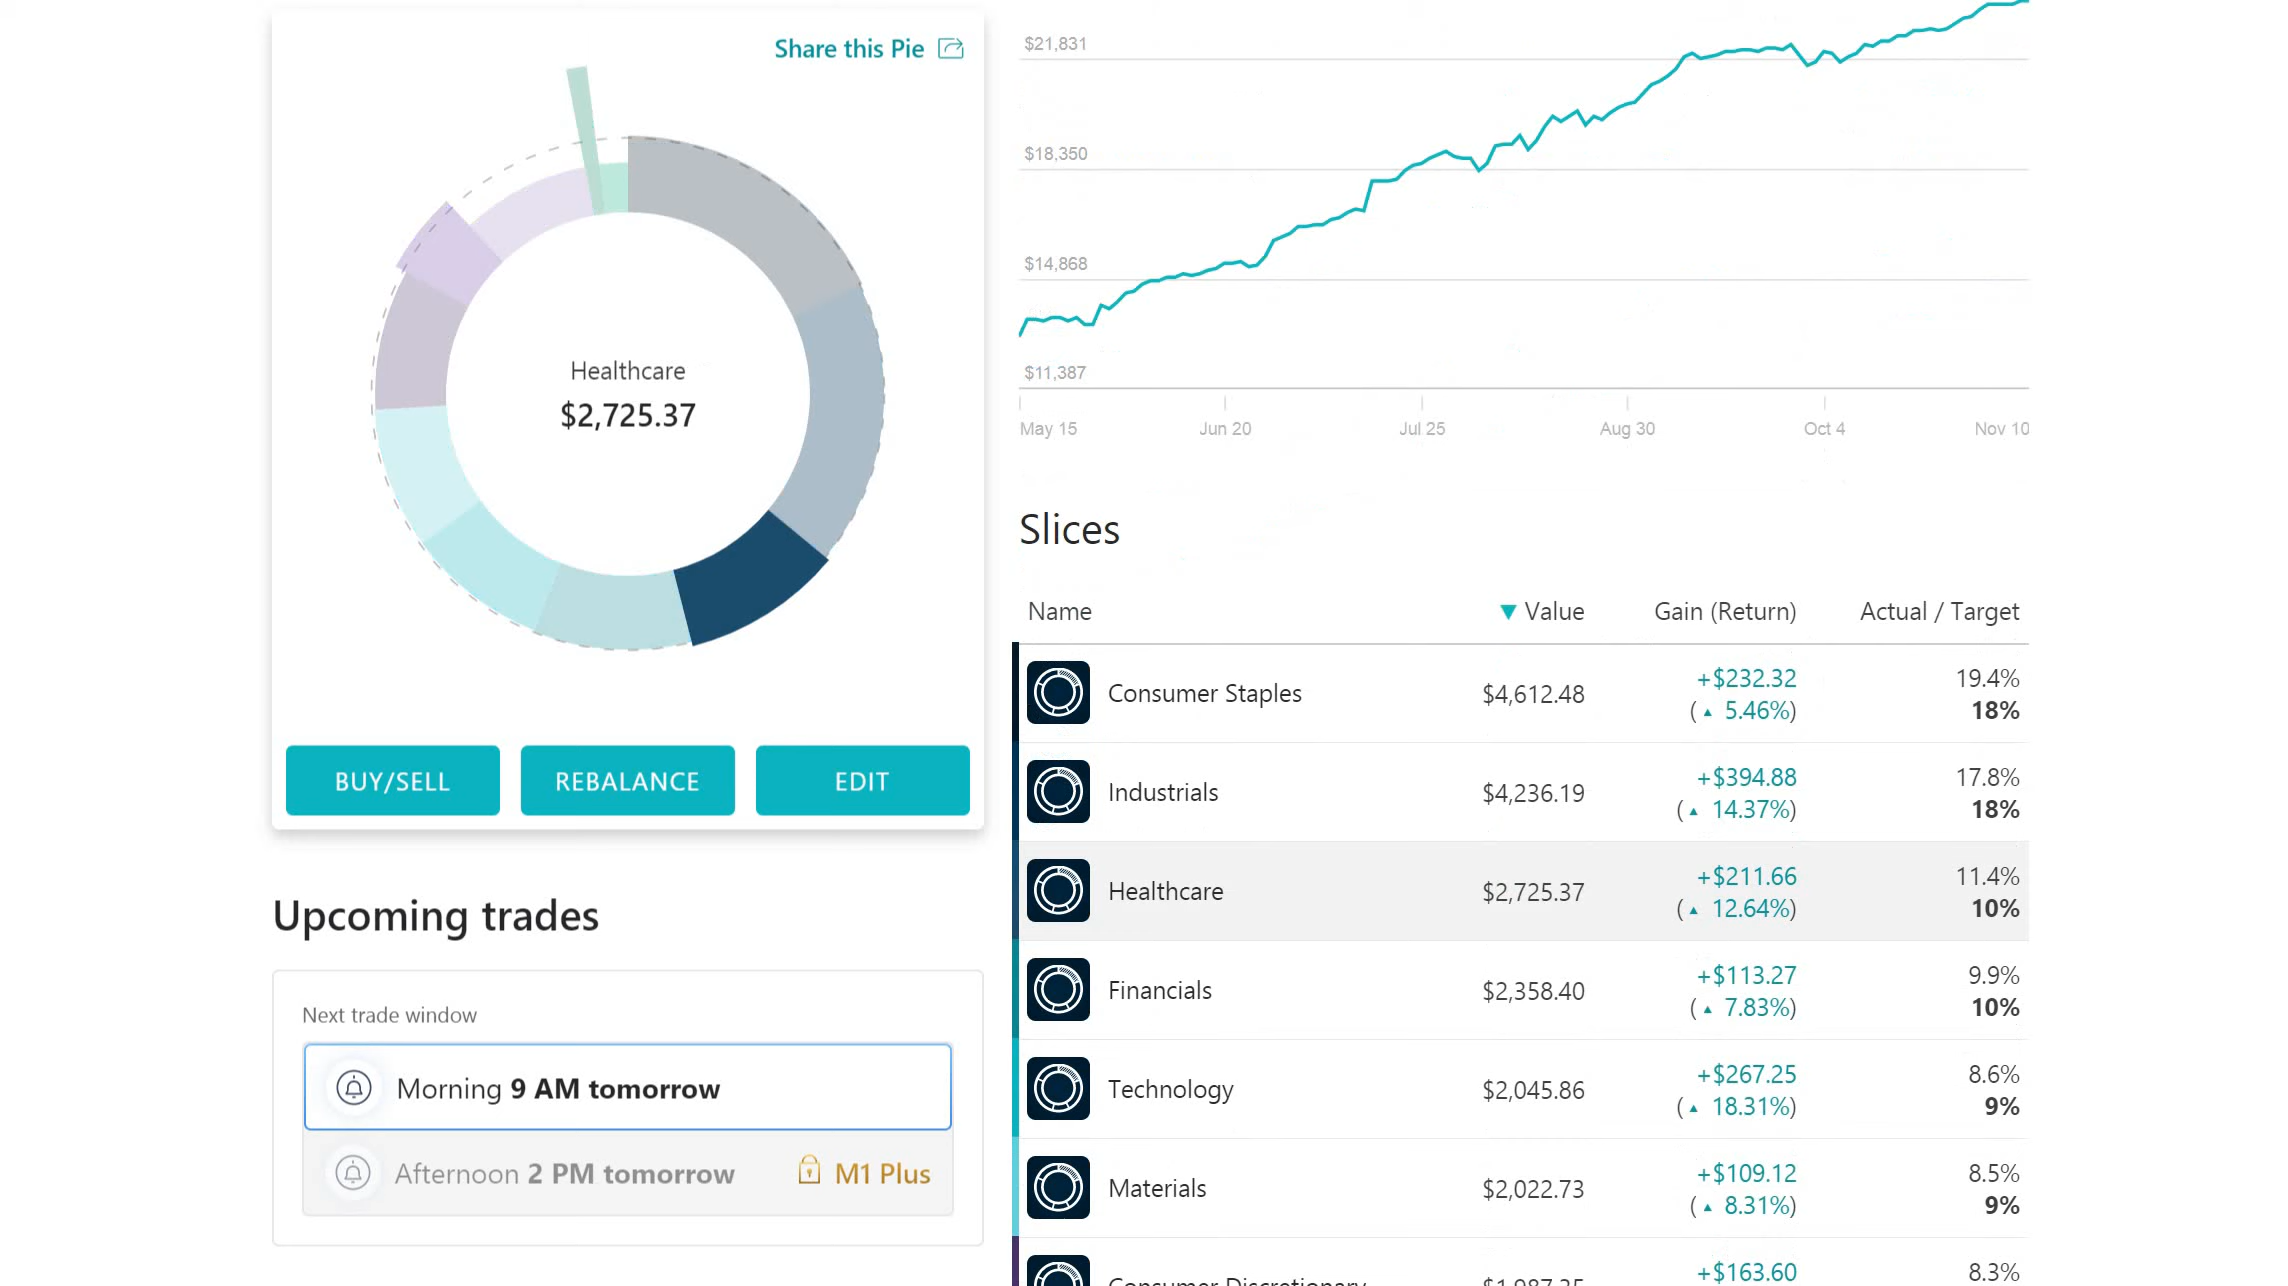 Share this Pie
Healthcare
$2,725.37
BUY/SELL
REBALANCE
EDIT
Upcoming trades
Next trade window
Morning 9 AM tomorrow
Afternoon 2 PM tomorrow
M1 Plus
$21,831
$18,350
$14,868
$11,387
May 15
Jun 20
Jul 25
Aug 30
Oct 4
Nov 10
Slices
Name
▼ Value
Gain (Return)
Actual / Target
Consumer Staples
$4,612.48
+$232.32
(▲ 5.46%)
19.4%
18%
Industrials
$4,236.19
+$394.88
(▲ 14.37%)
17.8%
18%
Healthcare
$2,725.37
+$211.66
(▲ 12.64%)
11.4%
10%
Financials
$2,358.40
+$113.27
(▲ 7.83%)
9.9%
10%
Technology
$2,045.86
+$267.25
(▲ 18.31%)
8.6%
9%
Materials
$2,022.73
+$109.12
(▲ 8.31%)
8.5%
9%
Consumer Discretionary
+$163.60
8.3%